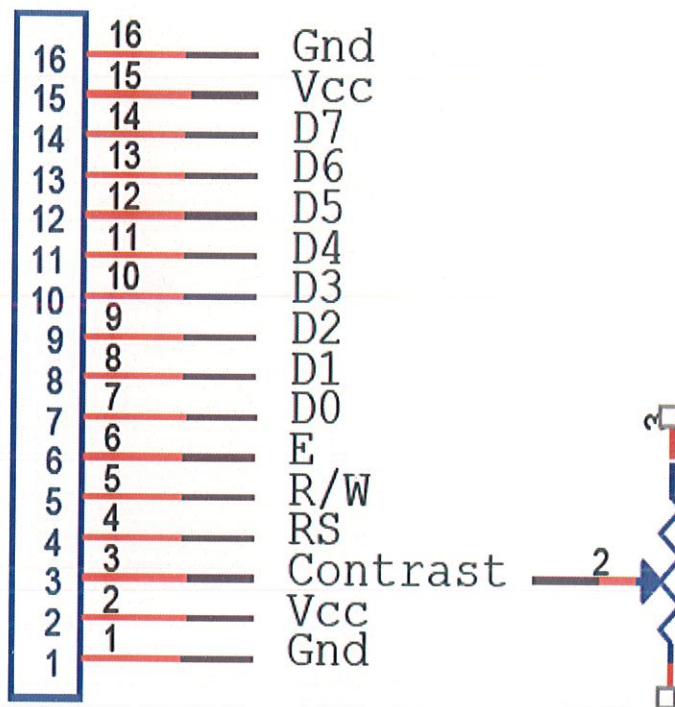 16 16 Gnd
15 15 Vcc
14 14 D7
13 13 D6
12 12 D5
11 11 D4
10 10 D3
9 9 D2
8 8 D1
7 7 D0
6 6 E
5 5 R/W
4 4 RS
3 3 Contrast 2
2 2 Vcc
1 1 Gnd
3